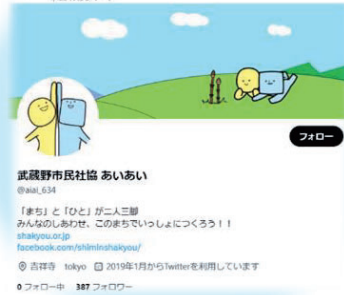 フォロー
武蔵野市民社協 あいあい
@aiai_634
「まち」と「ひと」が二人三脚
みんなのしあわせ、このまちでいっしょにつくろう!!
shakyou.or.jp
facebook.com/shiminshakyou/
吉祥寺 tokyo 2019年1月からTwitterを利用しています
0 フォロー中 387 フォロワー